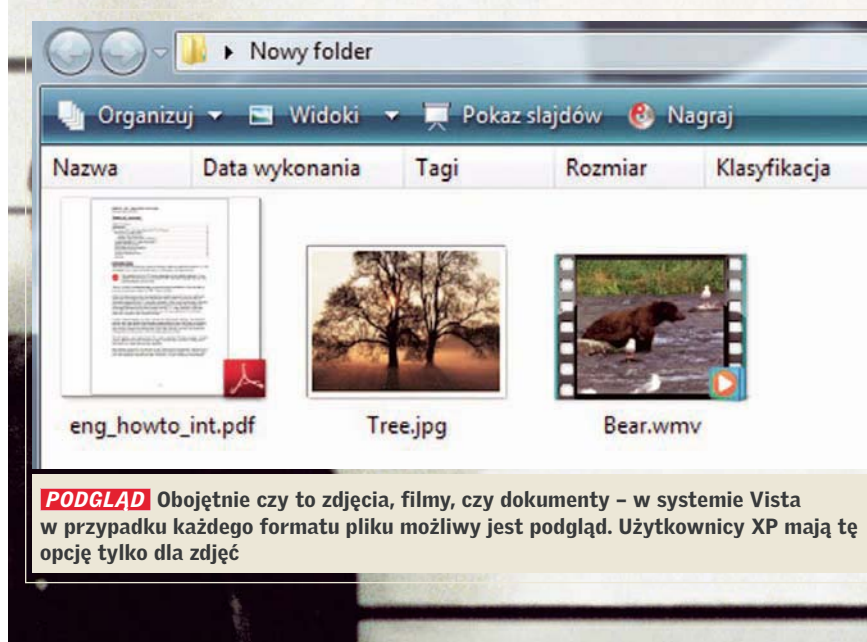 Nowy folder
Organizuj Widoki Pokaz slajdów Nagraj
Nazwa Data wykonania Tagi Rozmiar Klasyfikacja
eng_howto_int.pdf Tree.jpg Bear.wmv
PODGLĄD Obojętnie czy to zdjęcia, filmy, czy dokumenty – w systemie Vista
w przypadku każdego formatu pliku możliwy jest podgląd. Użytkownicy XP mają tę
opcję tylko dla zdjęć